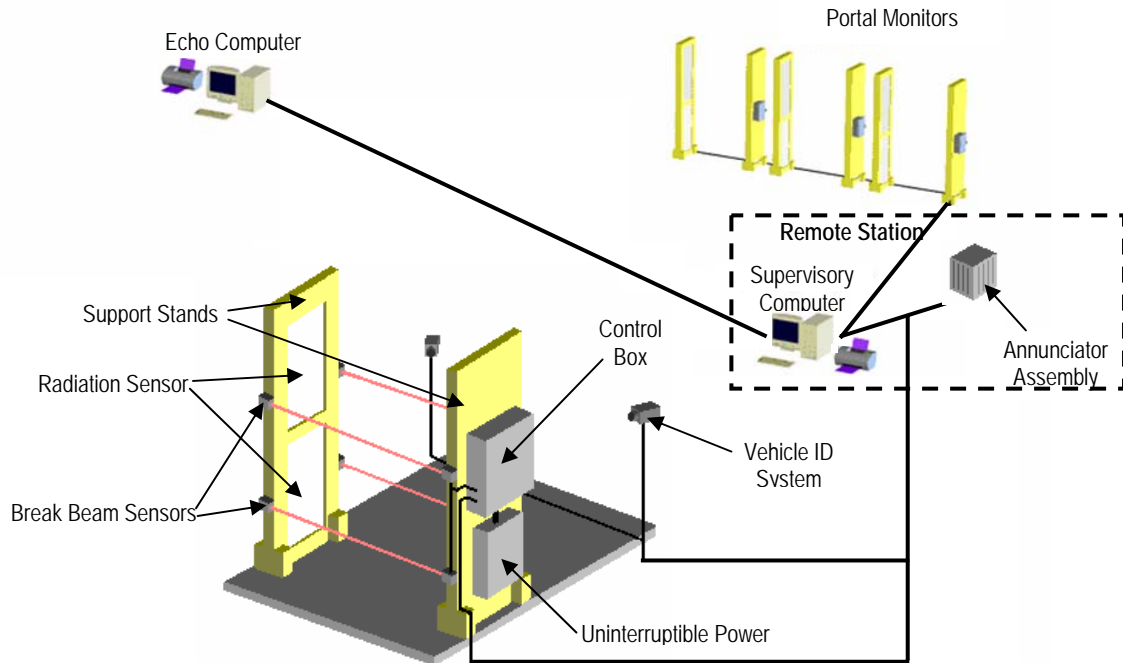 Echo Computer
Portal Monitors
Remote Station
Supervisory
Computer
Annunciator
Assembly
Support Stands
Control
Box
Radiation Sensor
Vehicle ID
System
Break Beam Sensors
Uninterruptible Power